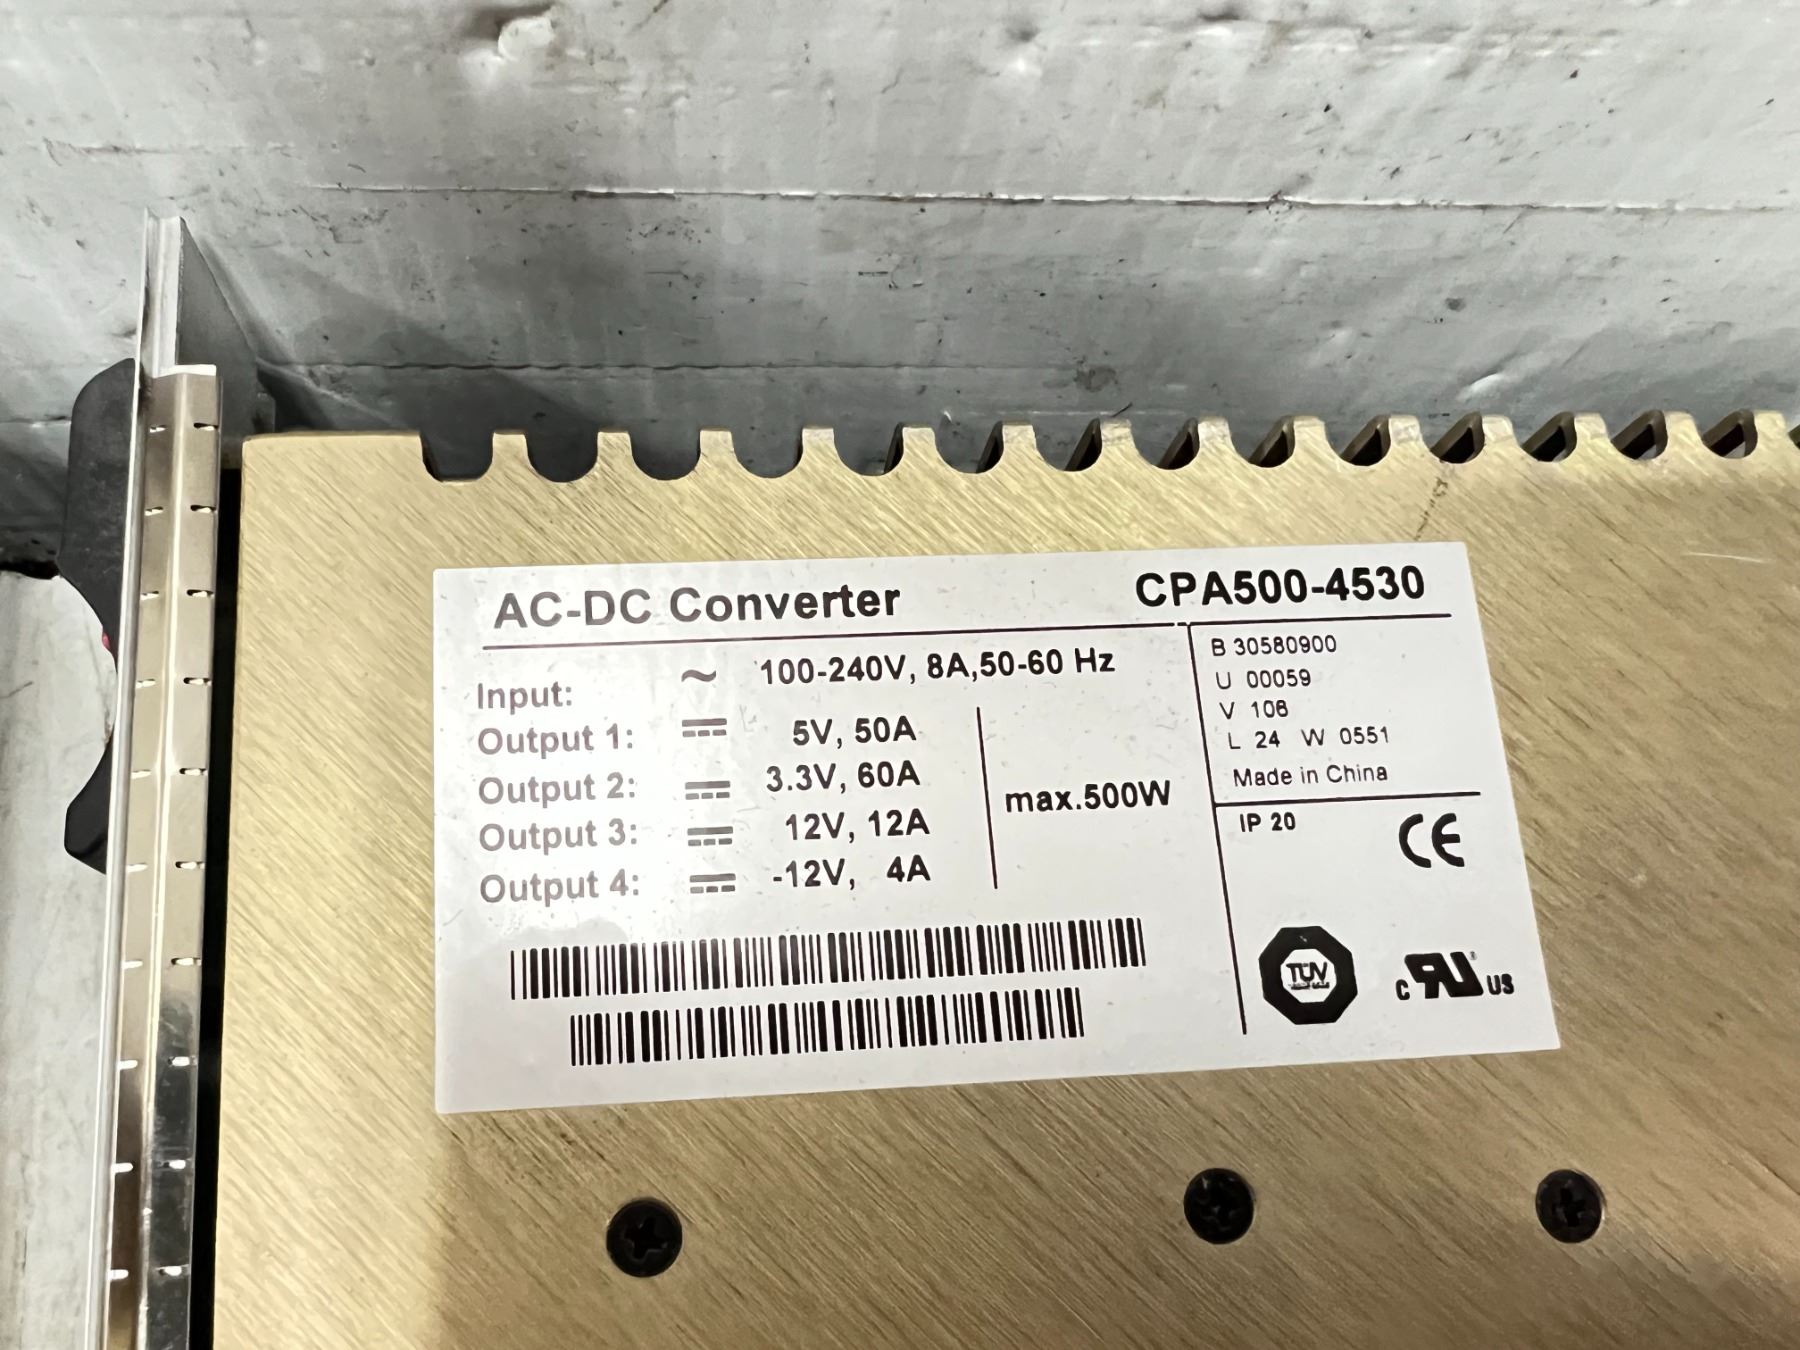 AC-DC Converter CPA500-4530
Input: ~ 100-240V, 8A,50-60 Hz
Output 1: 5V, 50A
Output 2: 3.3V, 60A
Output 3: 12V, 12A
Output 4: -12V, 4A
max.500W
B 30580900
U 00059
V 106
L 24 W 0551
Made in China
IP 20
CE
TÜV
c RU US